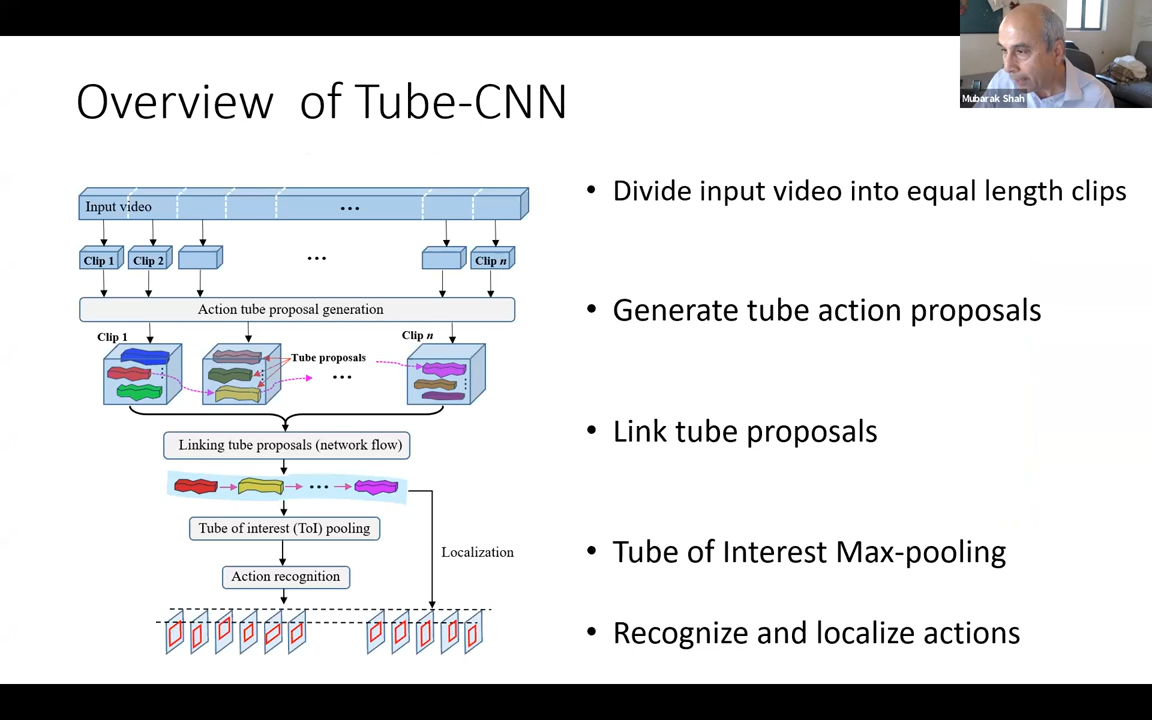 Mubarak Shah
Overview of Tube-CNN
Input video
...
Clip 1
Clip 2
...
Clip n
Action tube proposal generation
Clip 1
Clip n
Tube proposals
...
Linking tube proposals (network flow)
...
Tube of interest (ToI) pooling
Localization
Action recognition
• Divide input video into equal length clips
• Generate tube action proposals
• Link tube proposals
• Tube of Interest Max-pooling
• Recognize and localize actions